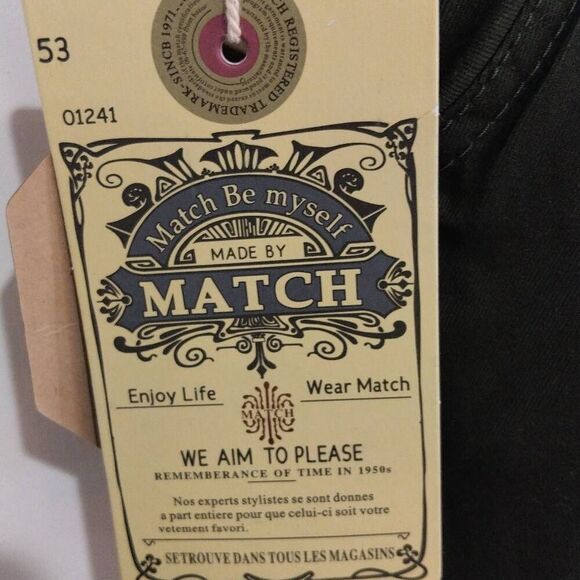 53
H REGISTERED TRADEMARK-SINCB 1971...
01241
Match Be myself
MADE BY
MATCH
Enjoy Life
Wear Match
MATCH
WE AIM TO PLEASE
REMEMBERANCE OF TIME IN 1950s
Nos experts stylistes se sont donnes
a part entiere pour que celui-ci soit votre
vetement favori.
SETROUVE DANS TOUS LES MAGASINS